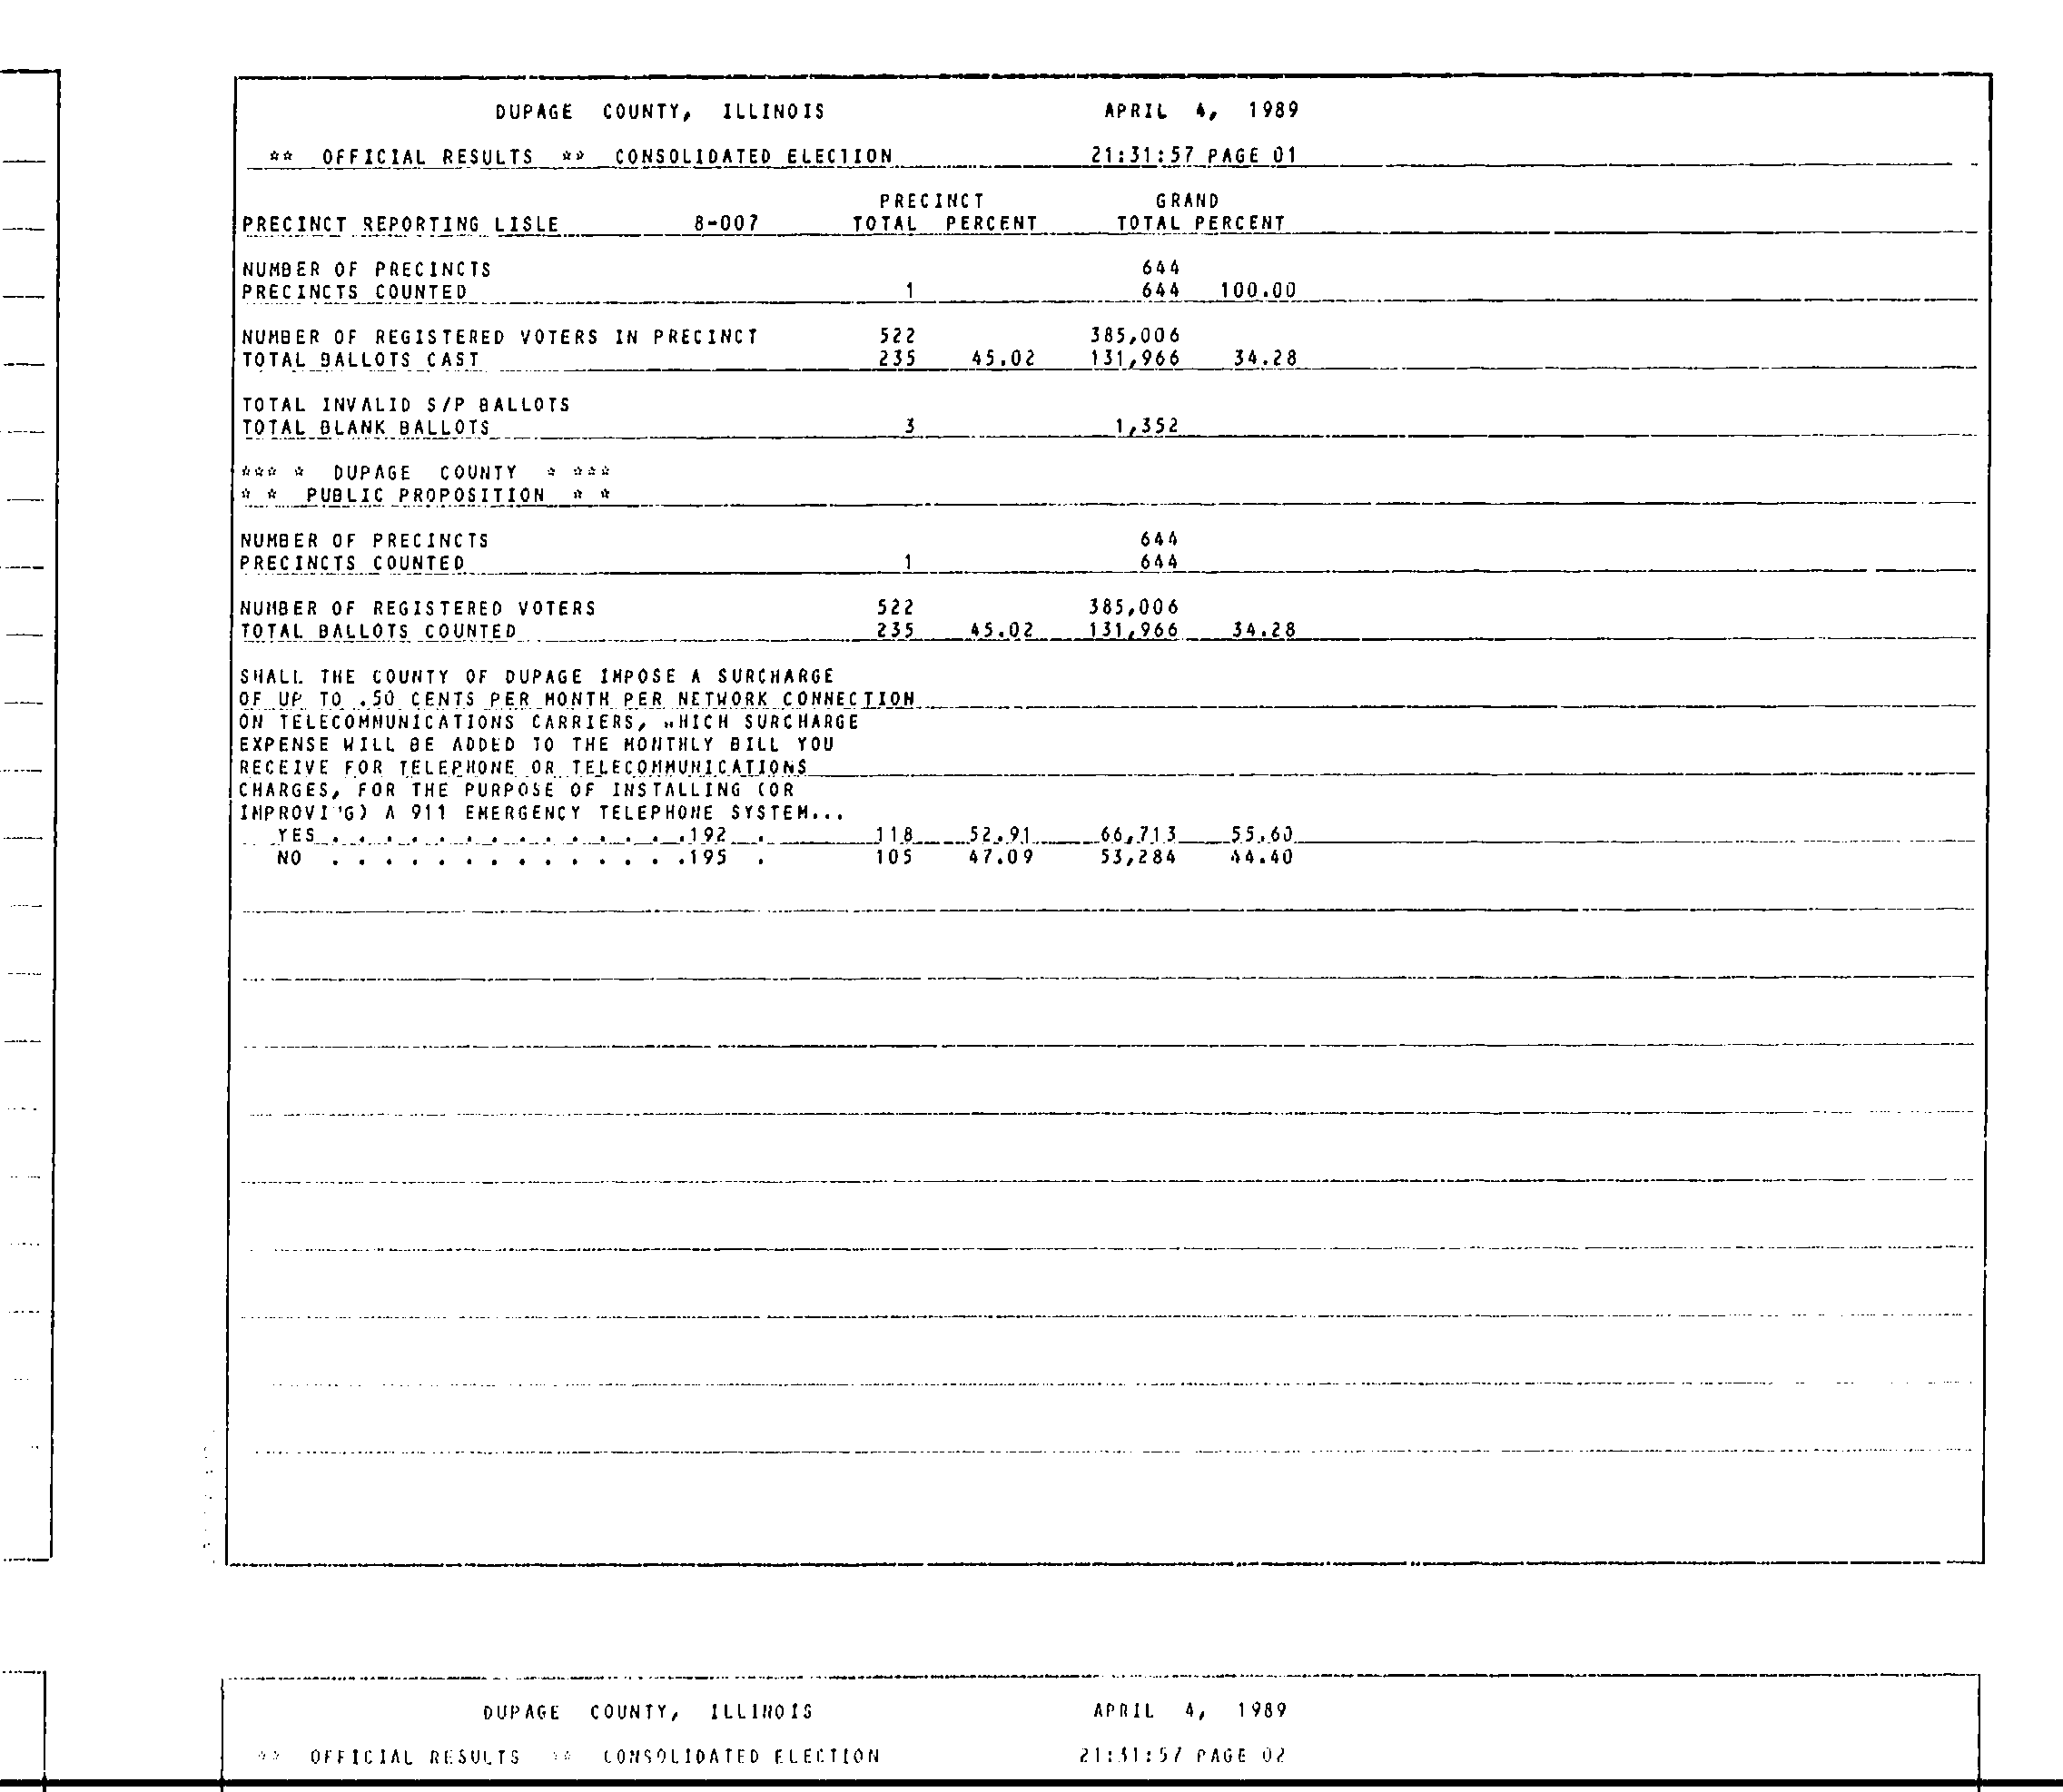 DUPAGE COUNTY, ILLINOIS APRIL 4, 1989
** OFFICIAL RESULTS ** CONSOLIDATED ELECTION 21:31:57 PAGE 01
PRECINCT GRAND
PRECINCT REPORTING LISLE 8-007 TOTAL PERCENT TOTAL PERCENT
NUMBER OF PRECINCTS 644
PRECINCTS COUNTED 1 644 100.00
NUMBER OF REGISTERED VOTERS IN PRECINCT 522 385,006
TOTAL BALLOTS CAST 235 45.02 131,966 34.28
TOTAL INVALID S/P BALLOTS
TOTAL BLANK BALLOTS 3 1,352
*** * DUPAGE COUNTY * ***
* * PUBLIC PROPOSITION * *
NUMBER OF PRECINCTS 644
PRECINCTS COUNTED 1 644
NUMBER OF REGISTERED VOTERS 522 385,006
TOTAL BALLOTS COUNTED 235 45.02 131,966 34.28
SHALL THE COUNTY OF DUPAGE IMPOSE A SURCHARGE
OF UP TO .50 CENTS PER MONTH PER NETWORK CONNECTION
ON TELECOMMUNICATIONS CARRIERS, WHICH SURCHARGE
EXPENSE WILL BE ADDED TO THE MONTHLY BILL YOU
RECEIVE FOR TELEPHONE OR TELECOMMUNICATIONS
CHARGES, FOR THE PURPOSE OF INSTALLING (OR
IMPROVING) A 911 EMERGENCY TELEPHONE SYSTEM...
YES . . . . . . . . . . . . . .192 . 118 52.91 66,713 55.60
NO . . . . . . . . . . . . . .195 . 105 47.09 53,284 44.40
DUPAGE COUNTY, ILLINOIS APRIL 4, 1989
** OFFICIAL RESULTS ** CONSOLIDATED ELECTION 21:31:57 PAGE 02